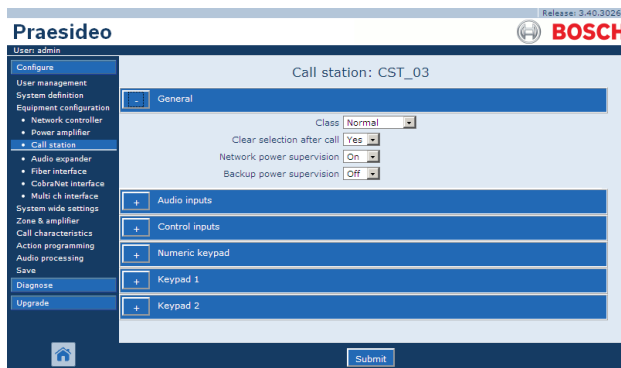 Release: 3.40.3026
Praesideo
BOSCH
User: admin
Configure
User management
System definition
Equipment configuration
• Network controller
• Power amplifier
• Call station
• Audio expander
• Fiber interface
• CobraNet interface
• Multi ch interface
System wide settings
Zone & amplifier
Call characteristics
Action programming
Audio processing
Save
Diagnose
Upgrade
Call station: CST_03
- General
Class Normal
Clear selection after call Yes
Network power supervision On
Backup power supervision Off
+ Audio inputs
+ Control inputs
+ Numeric keypad
+ Keypad 1
+ Keypad 2
Submit